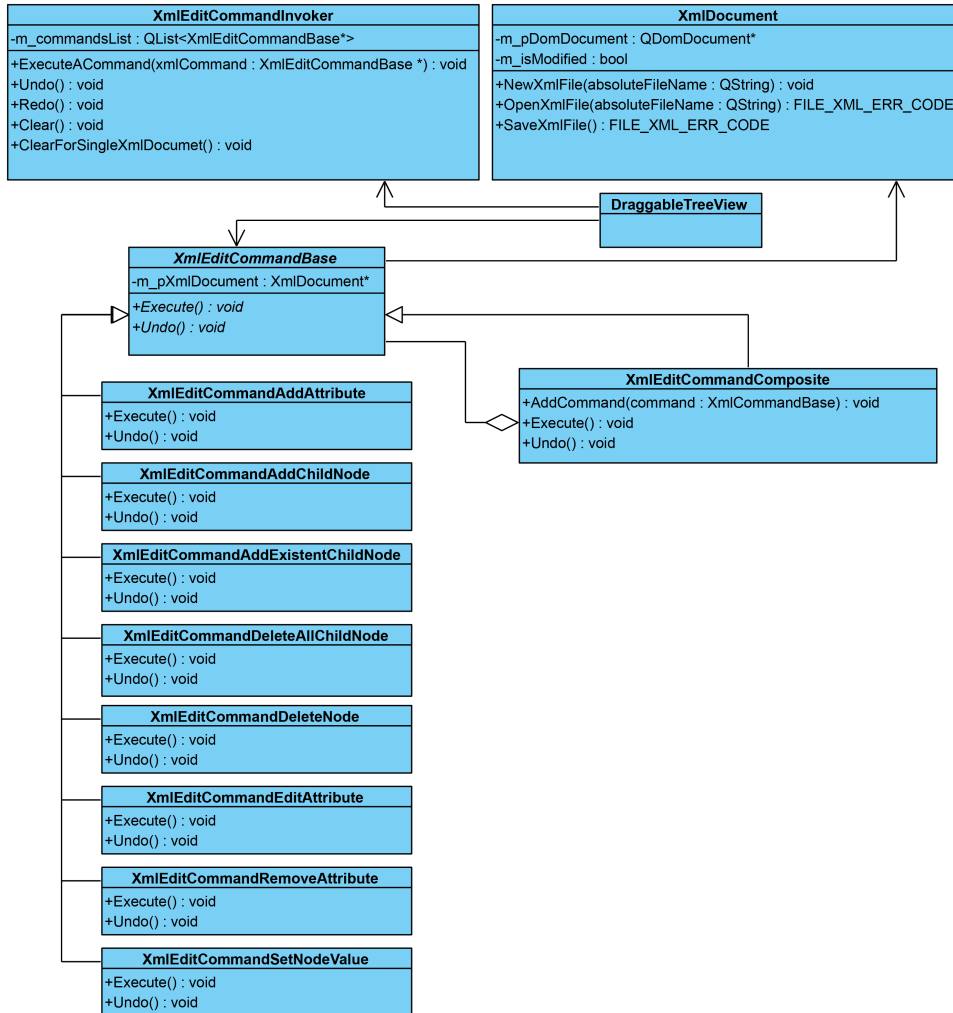 XmlEditCommandInvoker
-m_commandsList : QList<XmlEditCommandBase*>
+ExecuteACommand(xmlCommand : XmlEditCommandBase *) : void
+Undo() : void
+Redo() : void
+Clear() : void
+ClearForSingleXmlDocumet() : void
XmlDocument
-m_pDomDocument : QDomDocument*
-m_isModified : bool
+NewXmlFile(absoluteFileName : QString) : void
+OpenXmlFile(absoluteFileName : QString) : FILE_XML_ERR_CODE
+SaveXmlFile() : FILE_XML_ERR_CODE
DraggableTreeView
XmlEditCommandBase
-m_pXmlDocument : XmlDocument*
+Execute() : void
+Undo() : void
XmlEditCommandComposite
+AddCommand(command : XmlCommandBase) : void
+Execute() : void
+Undo() : void
XmlEditCommandAddAttribute
+Execute() : void
+Undo() : void
XmlEditCommandAddChildNode
+Execute() : void
+Undo() : void
XmlEditCommandAddExistentChildNode
+Execute() : void
+Undo() : void
XmlEditCommandDeleteAllChildNode
+Execute() : void
+Undo() : void
XmlEditCommandDeleteNode
+Execute() : void
+Undo() : void
XmlEditCommandEditAttribute
+Execute() : void
+Undo() : void
XmlEditCommandRemoveAttribute
+Execute() : void
+Undo() : void
XmlEditCommandSetNodeValue
+Execute() : void
+Undo() : void